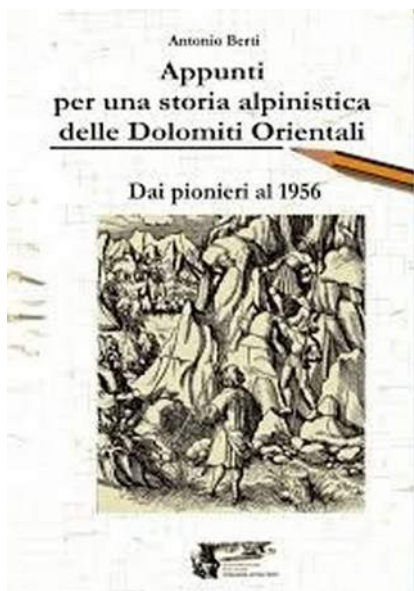 Antonio Berti
Appunti
per una storia alpinistica
delle Dolomiti Orientali
Dai pionieri al 1956